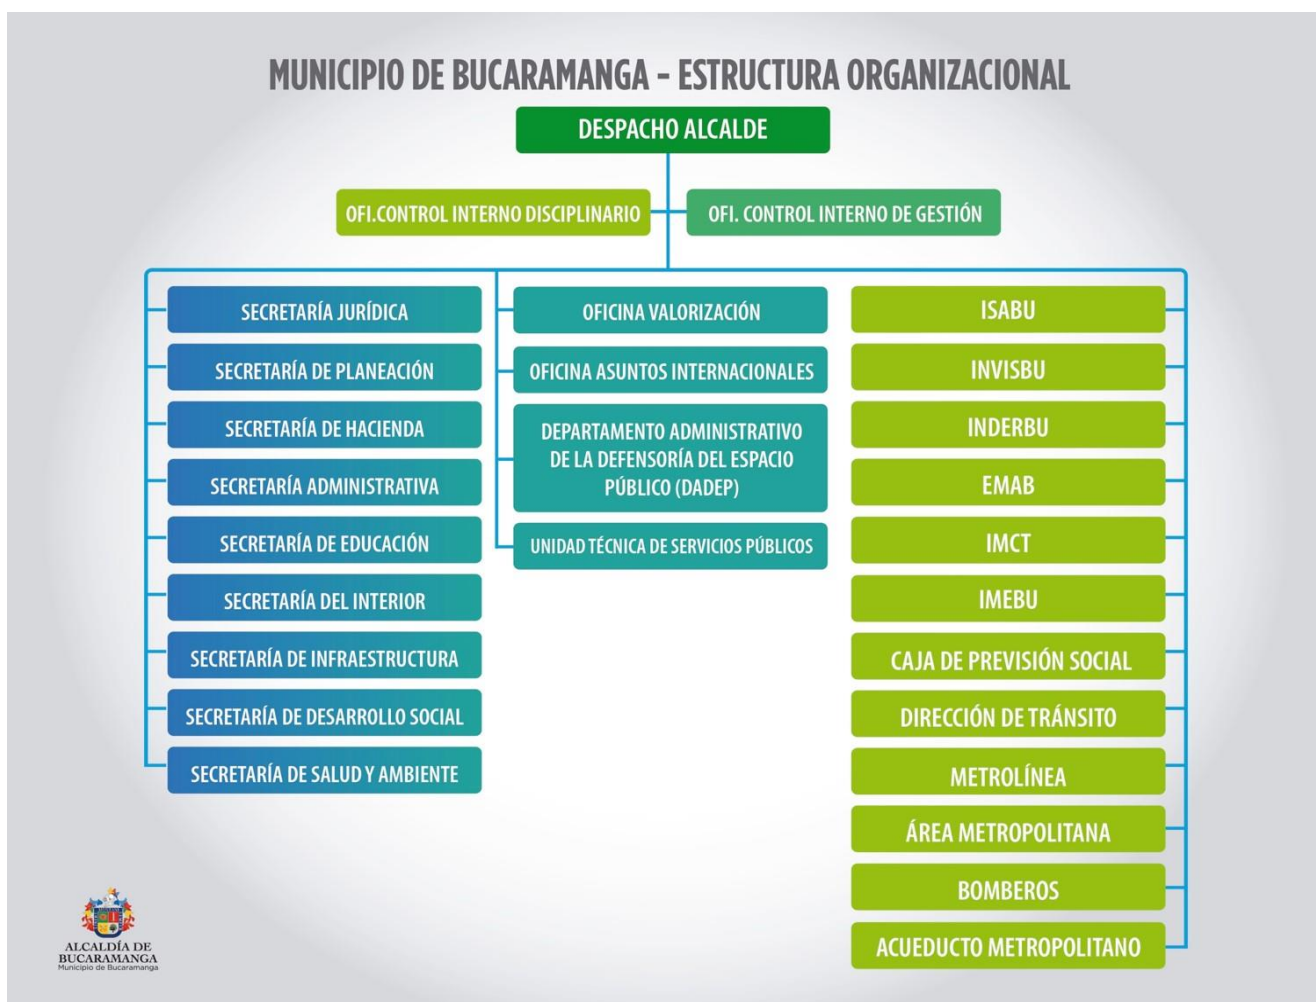 MUNICIPIO DE BUCARAMANGA - ESTRUCTURA ORGANIZACIONAL
DESPACHO ALCALDE
OFI.CONTROL INTERNO DISCIPLINARIO
OFI. CONTROL INTERNO DE GESTIÓN
SECRETARÍA JURÍDICA
SECRETARÍA DE PLANEACIÓN
SECRETARÍA DE HACIENDA
SECRETARÍA ADMINISTRATIVA
SECRETARÍA DE EDUCACIÓN
SECRETARÍA DEL INTERIOR
SECRETARÍA DE INFRAESTRUCTURA
SECRETARÍA DE DESARROLLO SOCIAL
SECRETARÍA DE SALUD Y AMBIENTE
OFICINA VALORIZACIÓN
OFICINA ASUNTOS INTERNACIONALES
DEPARTAMENTO ADMINISTRATIVO
DE LA DEFENSORÍA DEL ESPACIO
PÚBLICO (DADEP)
UNIDAD TÉCNICA DE SERVICIOS PÚBLICOS
ISABU
INVISBU
INDERBU
EMAB
IMCT
IMEBU
CAJA DE PREVISIÓN SOCIAL
DIRECCIÓN DE TRÁNSITO
METROLÍNEA
ÁREA METROPOLITANA
BOMBEROS
ACUEDUCTO METROPOLITANO
ALCALDÍA DE
BUCARAMANGA
Municipio de Bucaramanga